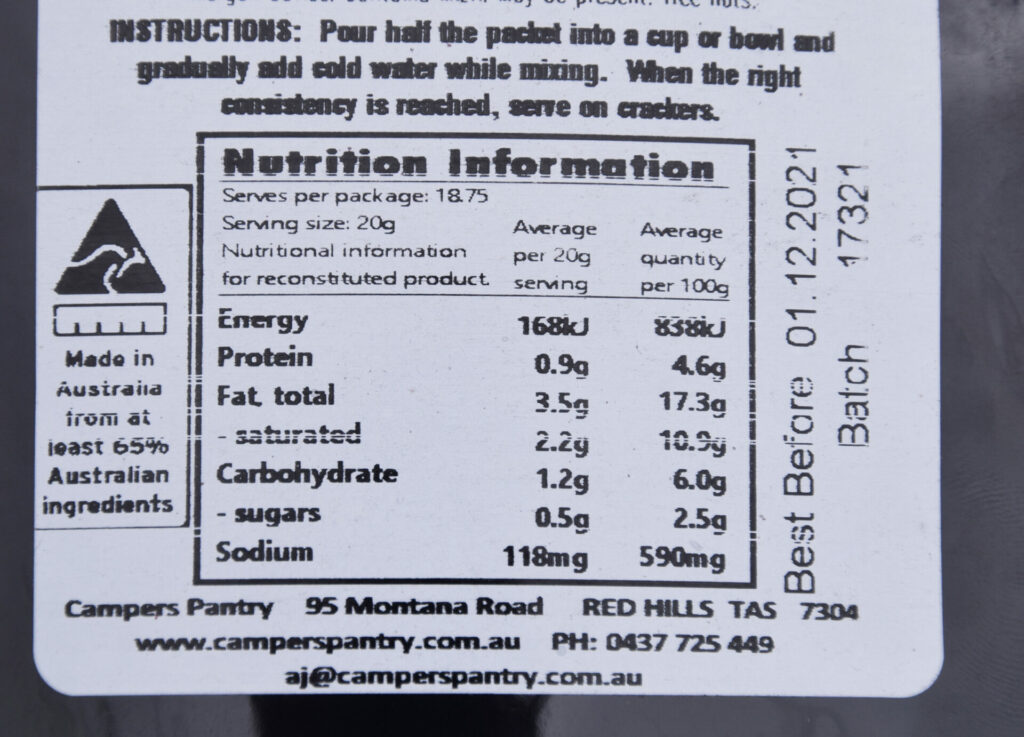 may be present. Tree nuts.
INSTRUCTIONS: Pour half the packet into a cup or bowl and
gradually add cold water while mixing. When the right
consistency is reached, serve on crackers.
Nutrition Information
Serves per package: 18.75
Serving size: 20g
Nutritional information
for reconstituted product.
Average
per 20g
serving
Average
quantity
per 100g
Energy 168kJ 838kJ
Protein 0.9g 4.6g
Fat, total 3.5g 17.3g
- saturated 2.2g 10.9g
Carbohydrate 1.2g 6.0g
- sugars 0.5g 2.5g
Sodium 118mg 590mg
Made in
Australia
from at
least 65%
Australian
ingredients
Best Before 01.12.2021
Batch 17321
Campers Pantry 95 Montana Road RED HILLS TAS 7304
www.camperspantry.com.au PH: 0437 725 449
aj@camperspantry.com.au